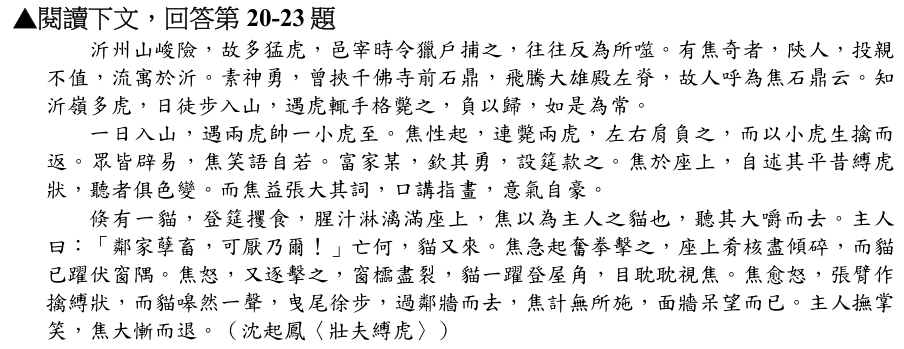 ▲閱讀下文，回答第 20-23 題
沂州山峻險，故多猛虎，邑宰時令獵戶捕之，往往反為所噬。有焦奇者，陝人，投親
不值，流寓於沂。素神勇，曾挾千佛寺前石鼎，飛騰大雄殿左脊，故人呼為焦石鼎云。知
沂嶺多虎，日徒步入山，遇虎輒手格斃之，負以歸，如是為常。
一日入山，遇兩虎帥一小虎至。焦性起，連斃兩虎，左右肩負之，而以小虎生擒而
返。眾皆辟易，焦笑語自若。富家某，欽其勇，設筵款之。焦於座上，自述其平昔縛虎
狀，聽者俱色變。而焦益張大其詞，口講指畫，意氣自豪。
倏有一貓，登筵攫食，腥汁淋漓滿座上，焦以為主人之貓也，聽其大嚼而去。主人
曰：「鄰家孽畜，可厭乃爾！」亡何，貓又來。焦急起奮拳擊之，座上肴核盡傾碎，而貓
已躍伏窗隅。焦怒，又逐擊之，窗櫺盡裂，貓一躍登屋角，目耽耽視焦。焦愈怒，張臂作
擒縛狀，而貓嗥然一聲，曳尾徐步，過鄰牆而去，焦計無所施，面牆呆望而已。主人撫掌
笑，焦大慚而退。（沈起鳳〈壯夫縛虎〉）